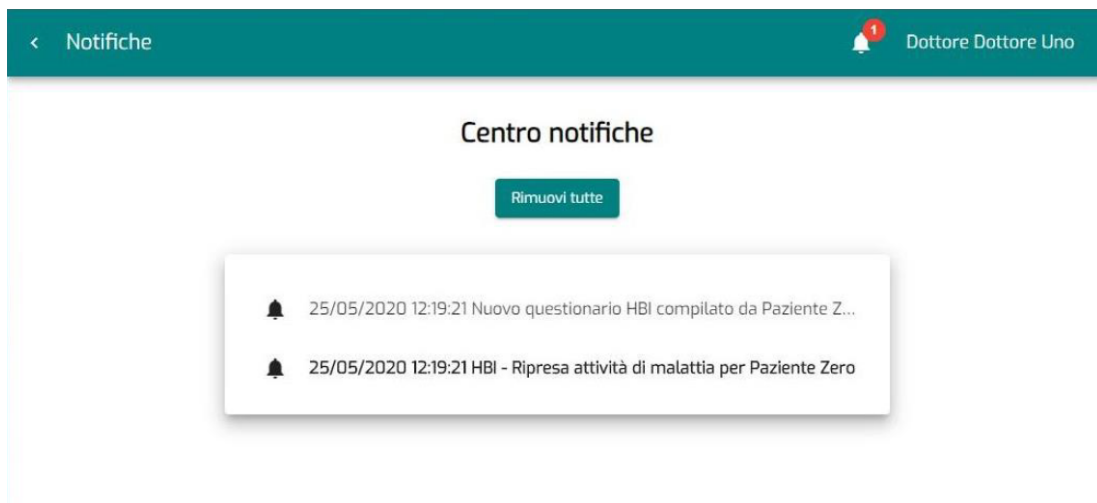 Notifiche
1
Dottore Dottore Uno
Centro notifiche
Rimuovi tutte
25/05/2020 12:19:21 Nuovo questionario HBI compilato da Paziente Z...
25/05/2020 12:19:21 HBI - Ripresa attività di malattia per Paziente Zero